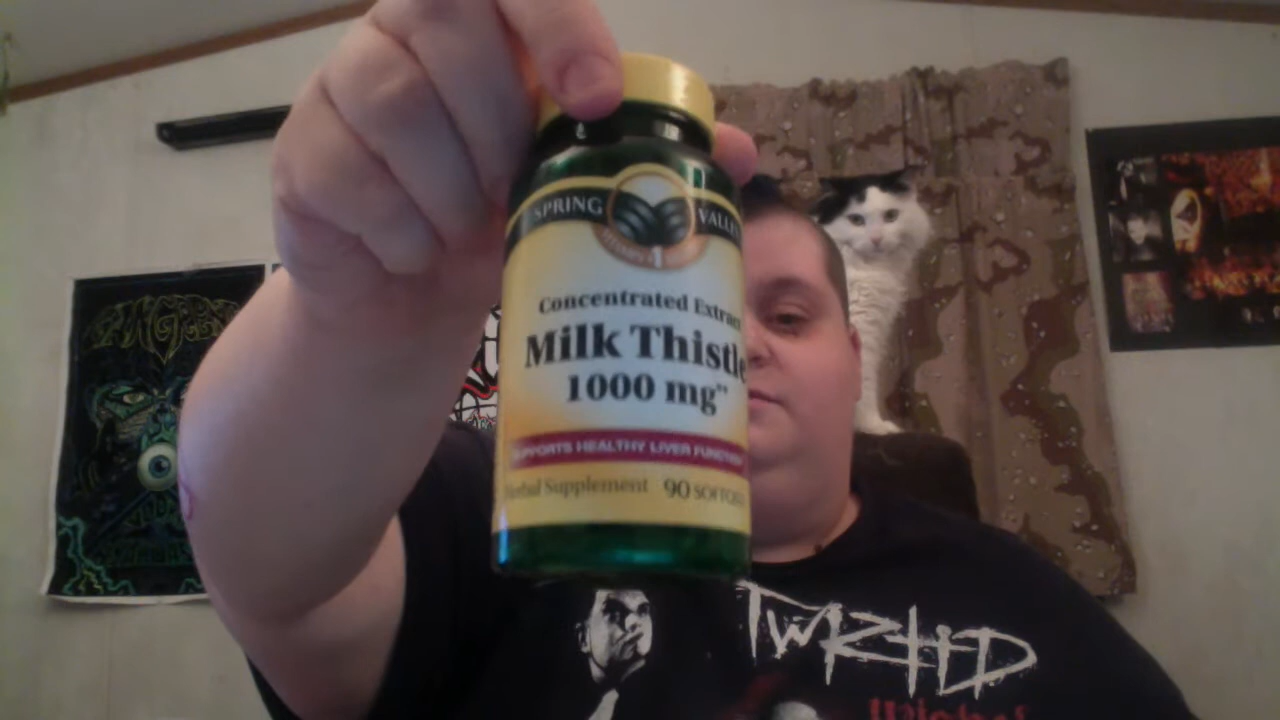 SPRING VALLEY
Concentrated Extract
Milk Thistle
1000 mg**
SUPPORTS HEALTHY LIVER FUNCTION
Herbal Supplement 90 SOFTGELS
TWIZTID